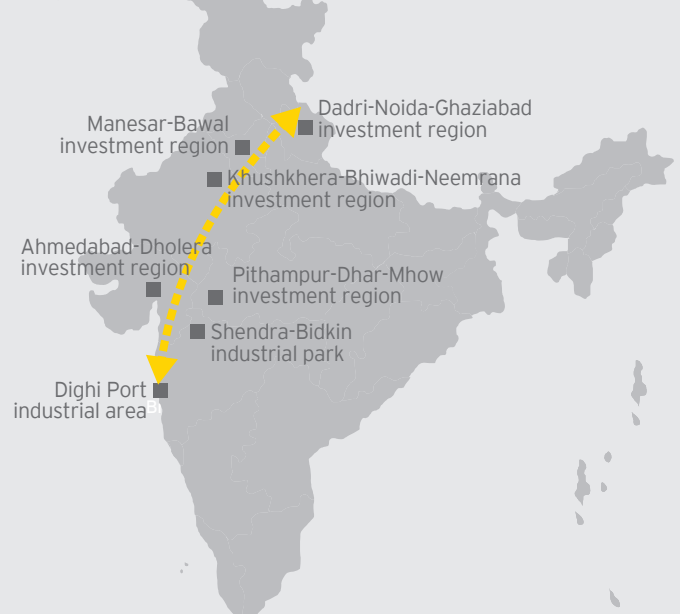 Dadri-Noida-Ghaziabad
investment region
Manesar-Bawal
investment region
Khushkhera-Bhiwadi-Neemrana
investment region
Ahmedabad-Dholera
investment region
Pithampur-Dhar-Mhow
investment region
Shendra-Bidkin
industrial park
Dighi Port
industrial area